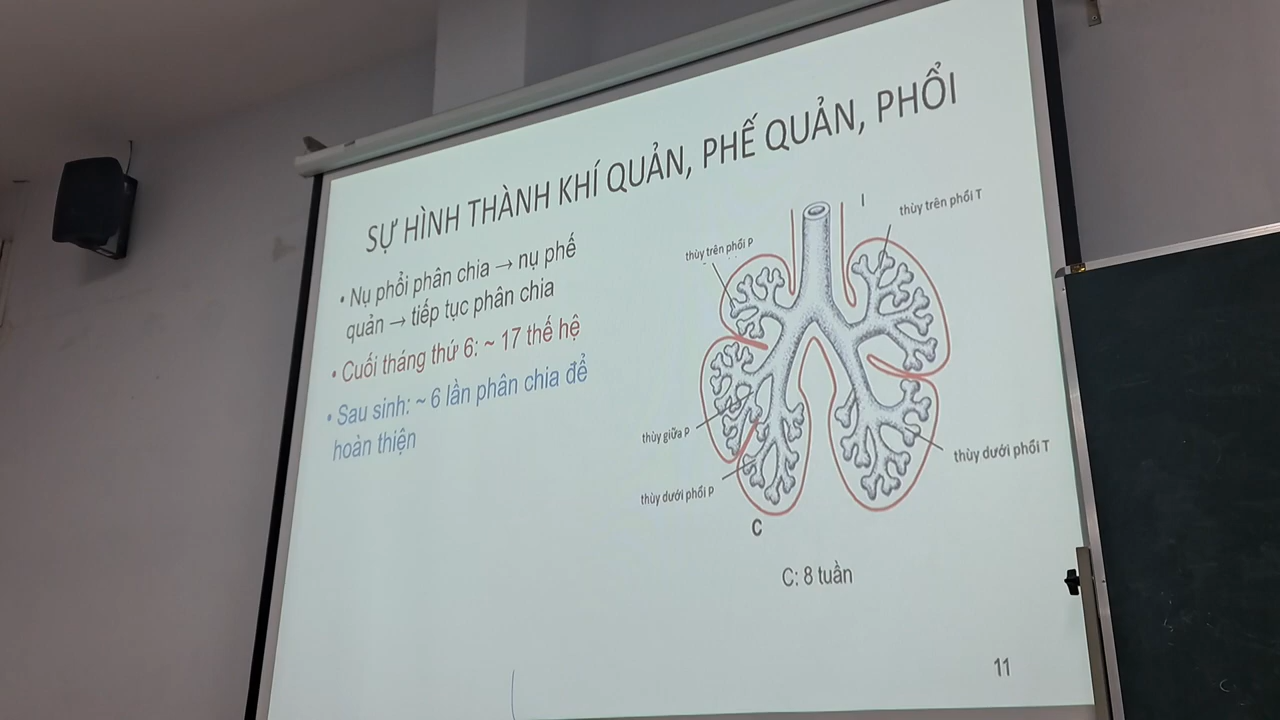 SỰ HÌNH THÀNH KHÍ QUẢN, PHẾ QUẢN, PHỔI
• Nụ phổi phân chia → nụ phế
quản → tiếp tục phân chia
• Cuối tháng thứ 6: ~ 17 thế hệ
• Sau sinh: ~ 6 lần phân chia để
hoàn thiện
thùy trên phổi P
thùy trên phổi T
thùy giữa P
thùy dưới phổi P
thùy dưới phổi T
C
C: 8 tuần
11